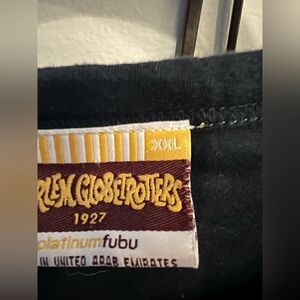 XXL
RLEM GLOBETROTTERS
1927
platinumfubu
IN UNITED ARAB EMIRATES